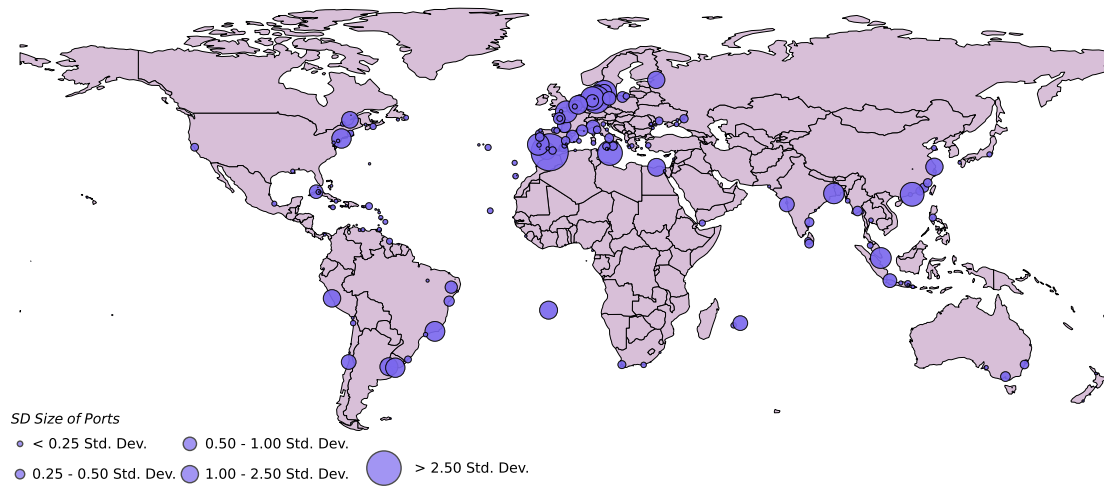 SD Size of Ports
< 0.25 Std. Dev.
0.50 - 1.00 Std. Dev.
0.25 - 0.50 Std. Dev.
1.00 - 2.50 Std. Dev.
> 2.50 Std. Dev.